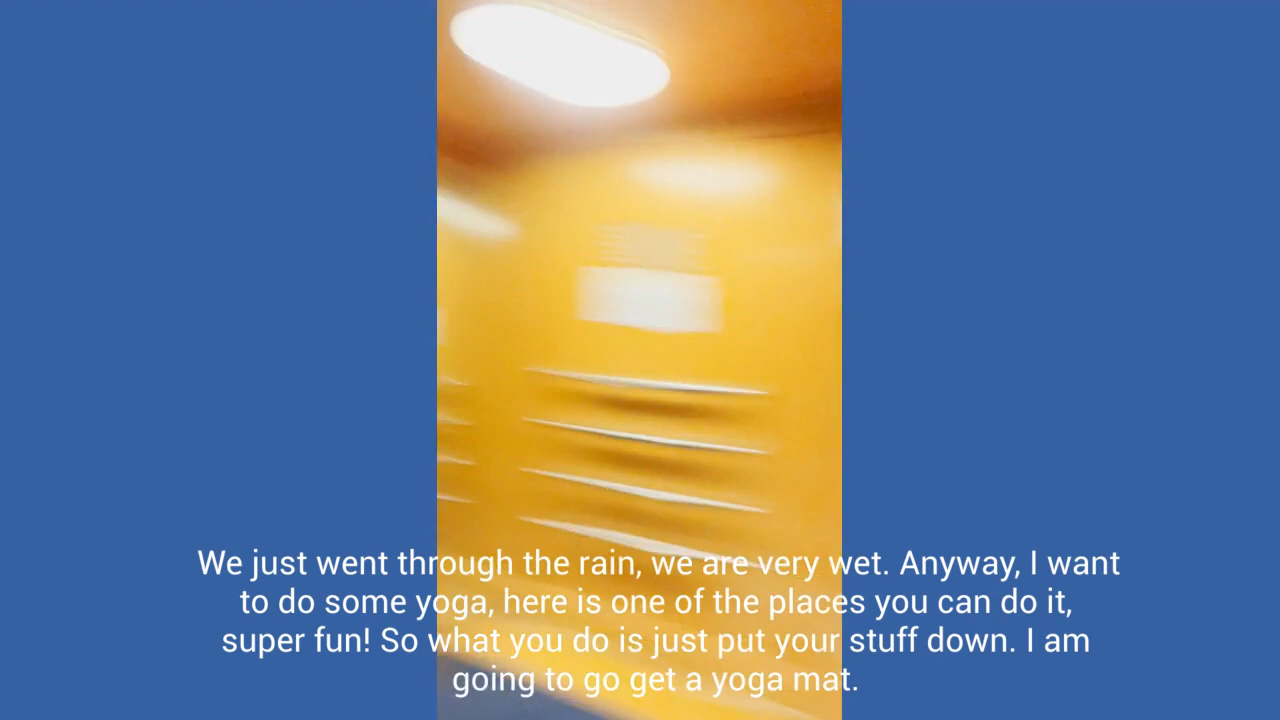 We just went through the rain, we are very wet. Anyway, I want
to do some yoga, here is one of the places you can do it,
super fun! So what you do is just put your stuff down. I am
going to go get a yoga mat.